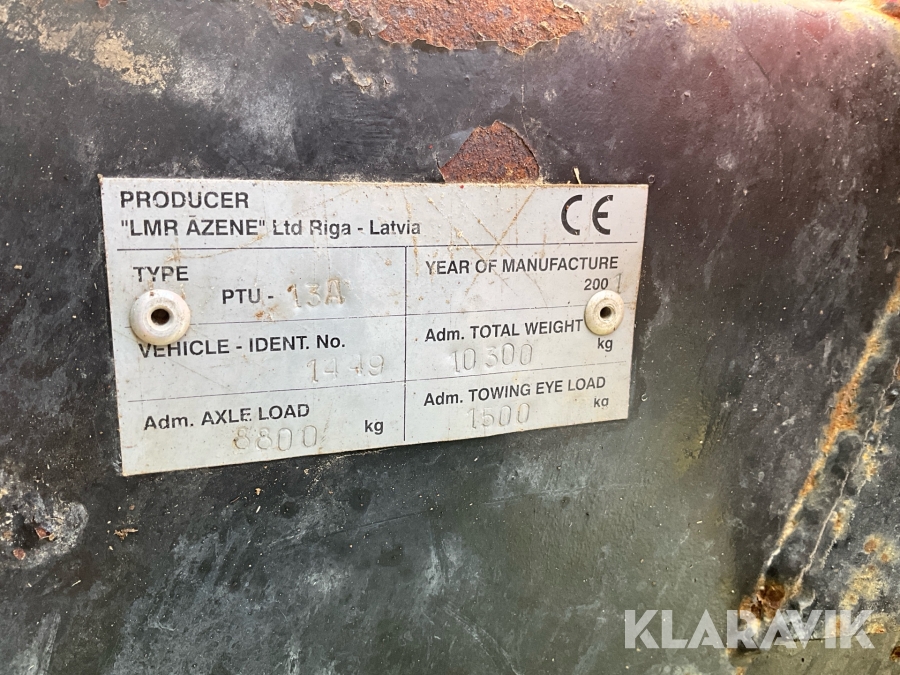 PRODUCER
"LMR ĀZENE" Ltd Riga - Latvia
CE
TYPE
PTU - 13A
YEAR OF MANUFACTURE
2001
VEHICLE - IDENT. No.
1449
Adm. TOTAL WEIGHT
10300 kg
Adm. AXLE LOAD
8800 kg
Adm. TOWING EYE LOAD
1500 kg
KLARAVIK